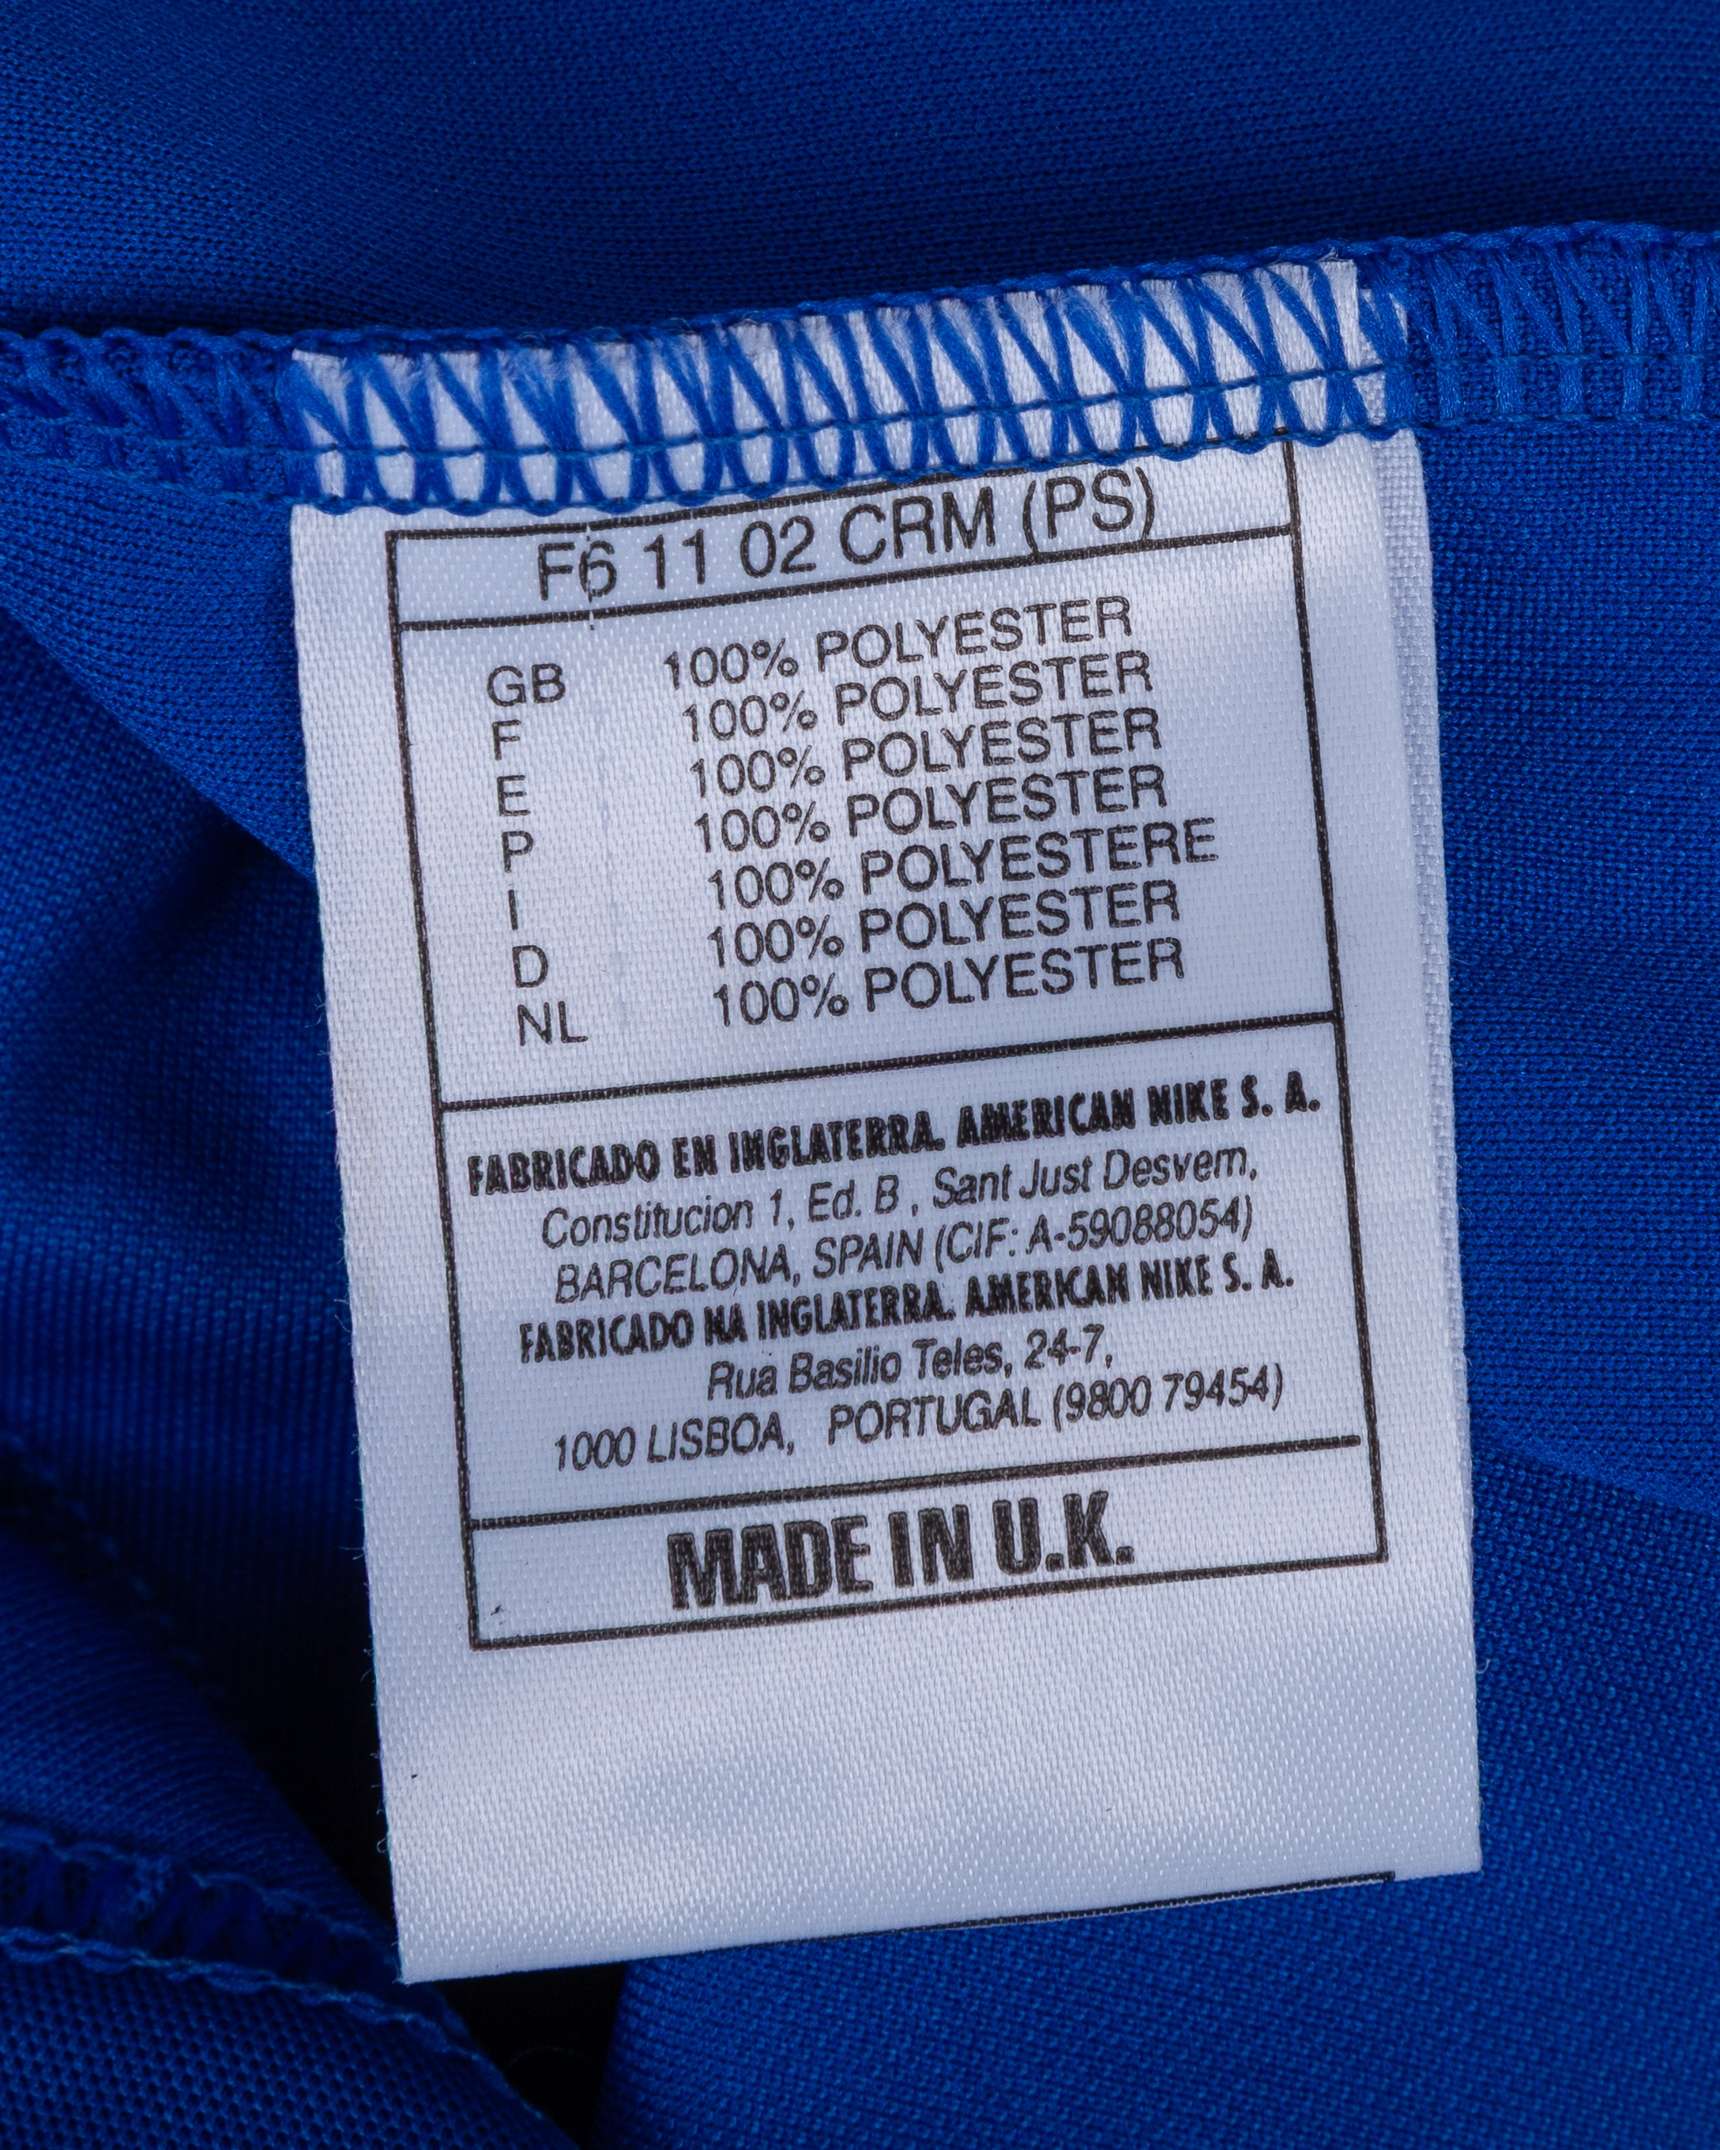 F6 11 02 CRM (PS)
GB 100% POLYESTER
F 100% POLYESTER
E 100% POLYESTER
P 100% POLYESTER
I 100% POLYESTERE
D 100% POLYESTER
NL 100% POLYESTER
FABRICADO EN INGLATERRA. AMERICAN NIKE S. A.
Constitucion 1, Ed. B , Sant Just Desvern,
BARCELONA, SPAIN (CIF: A-59088054)
FABRICADO NA INGLATERRA. AMERICAN NIKE S. A.
Rua Basilio Teles, 24-7,
1000 LISBOA, PORTUGAL (9800 79454)
MADE IN U.K.